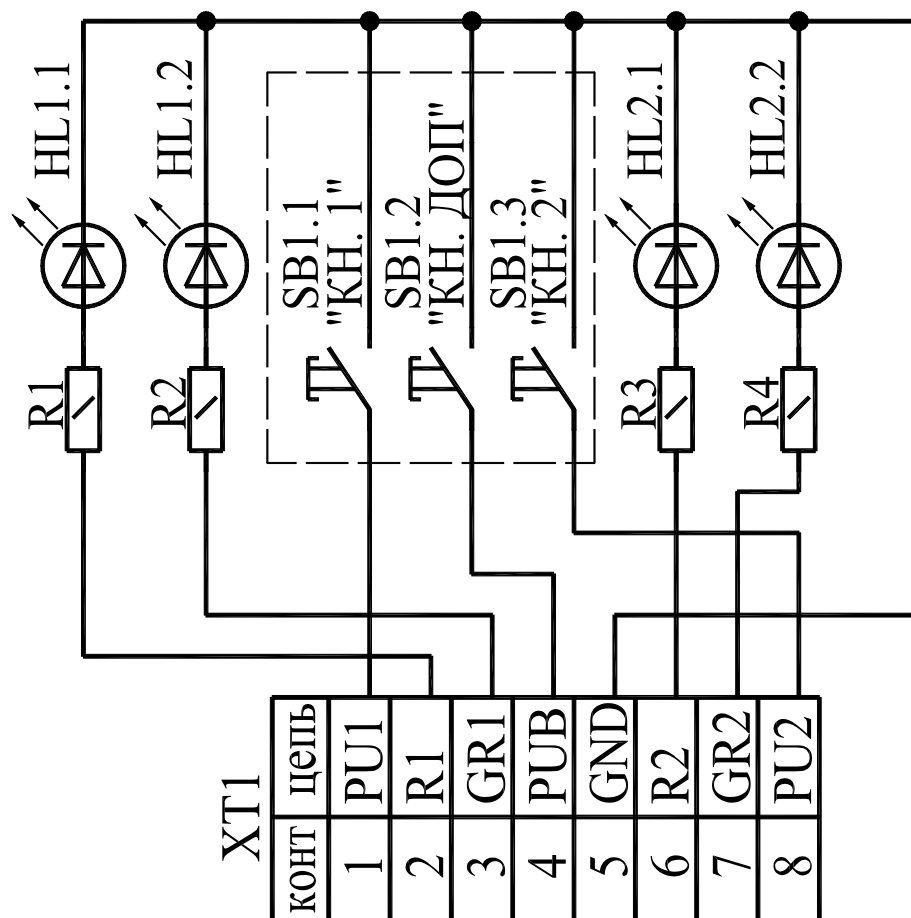 HL1.1
HL1.2
SB1.1
"КН. 1"
SB1.2
"КН. ДОП"
SB1.3
"КН. 2"
HL2.1
HL2.2
R1
R2
R3
R4
XT1
цепь
PU1
R1
GR1
PUB
GND
R2
GR2
PU2
конт
1
2
3
4
5
6
7
8